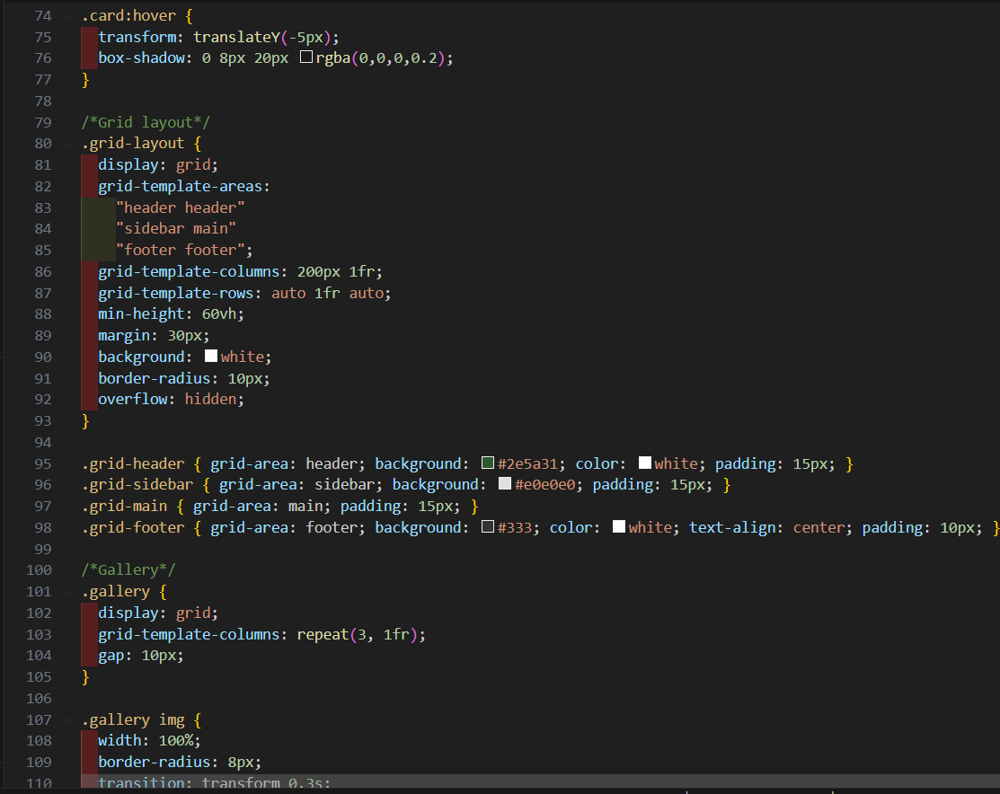 74 .card:hover {
75 transform: translateY(-5px);
76 box-shadow: 0 8px 20px rgba(0,0,0,0.2);
77 }
78
79 /*Grid layout*/
80 .grid-layout {
81 display: grid;
82 grid-template-areas:
83 "header header"
84 "sidebar main"
85 "footer footer";
86 grid-template-columns: 200px 1fr;
87 grid-template-rows: auto 1fr auto;
88 min-height: 60vh;
89 margin: 30px;
90 background: white;
91 border-radius: 10px;
92 overflow: hidden;
93 }
94
95 .grid-header { grid-area: header; background: #2e5a31; color: white; padding: 15px; }
96 .grid-sidebar { grid-area: sidebar; background: #e0e0e0; padding: 15px; }
97 .grid-main { grid-area: main; padding: 15px; }
98 .grid-footer { grid-area: footer; background: #333; color: white; text-align: center; padding: 10px; }
99
100 /*Gallery*/
101 .gallery {
102 display: grid;
103 grid-template-columns: repeat(3, 1fr);
104 gap: 10px;
105 }
106
107 .gallery img {
108 width: 100%;
109 border-radius: 8px;
110 transition: transform 0.3s;